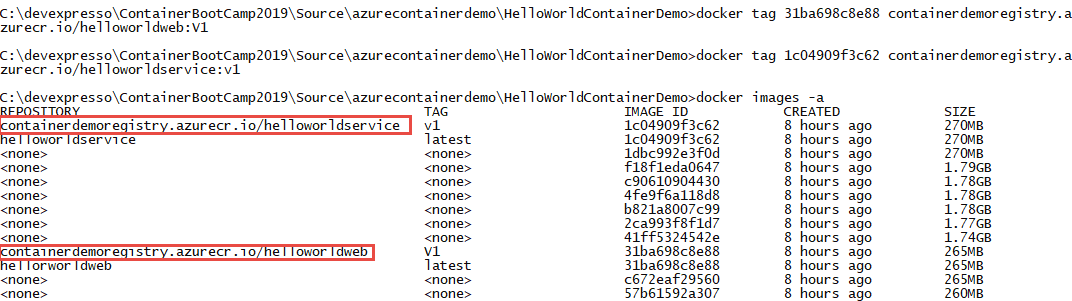 C:\devexpresso\ContainerBootCamp2019\Source\azurecontainerdemo\HelloWorldContainerDemo>docker tag 31ba698c8e88 containerdemoregistry.a
zurecr.io/helloworldweb:V1
C:\devexpresso\ContainerBootCamp2019\Source\azurecontainerdemo\HelloWorldContainerDemo>docker tag 1c04909f3c62 containerdemoregistry.a
zurecr.io/helloworldservice:v1
C:\devexpresso\ContainerBootCamp2019\Source\azurecontainerdemo\HelloWorldContainerDemo>docker images -a
REPOSITORY TAG IMAGE ID CREATED SIZE
containerdemoregistry.azurecr.io/helloworldservice v1 1c04909f3c62 8 hours ago 270MB
helloworldservice latest 1c04909f3c62 8 hours ago 270MB
<none> <none> 1dbc992e3f0d 8 hours ago 270MB
<none> <none> f18f1eda0647 8 hours ago 1.79GB
<none> <none> c90610904430 8 hours ago 1.78GB
<none> <none> 4fe9f6a118d8 8 hours ago 1.78GB
<none> <none> b821a8007c99 8 hours ago 1.78GB
<none> <none> 2ca993f8f1d7 8 hours ago 1.77GB
<none> <none> 41ff5324542e 8 hours ago 1.74GB
containerdemoregistry.azurecr.io/helloworldweb V1 31ba698c8e88 8 hours ago 265MB
hellorworldweb latest 31ba698c8e88 8 hours ago 265MB
<none> <none> c672eaf29560 8 hours ago 265MB
<none> <none> 57b61592a307 8 hours ago 260MB